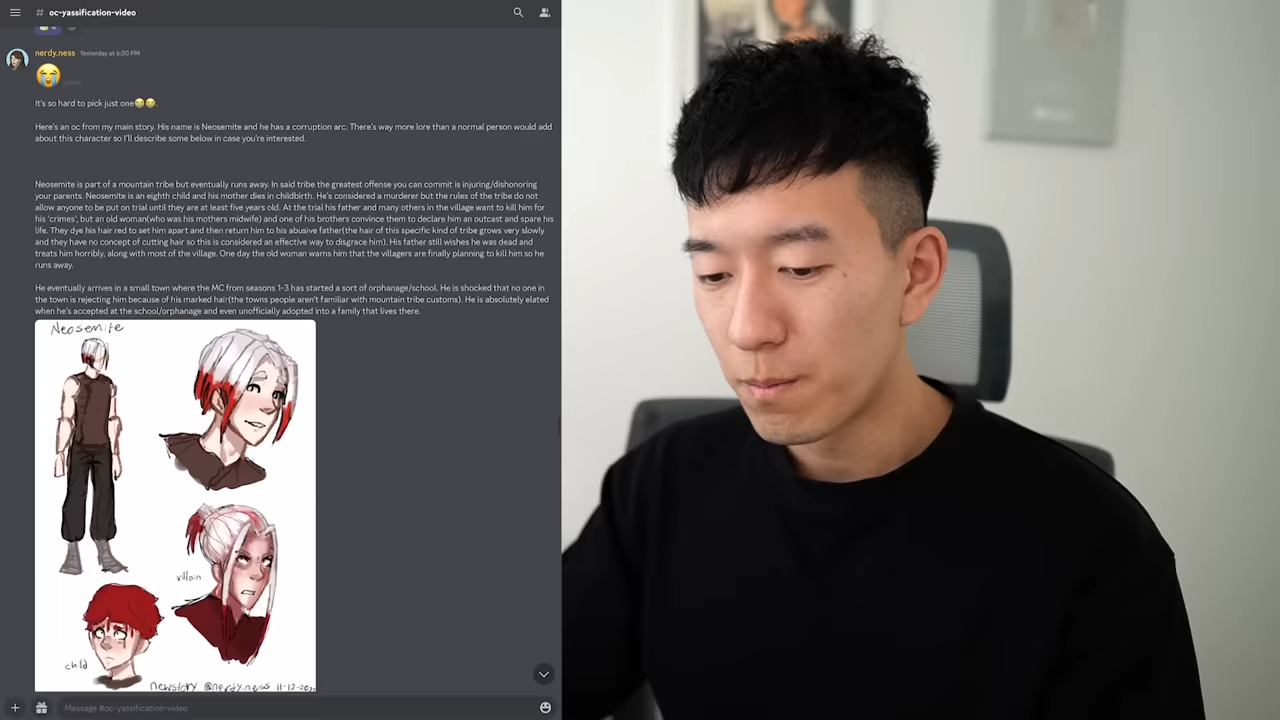 # oc-yassification-video
4
nerdy.ness Yesterday at 6:50 PM
It's so hard to pick just one😭😭.
Here's an oc from my main story. His name is Neosemite and he has a corruption arc. There's way more lore than a normal person would add
about this character so I'll describe some below in case you're interested.
Neosemite is part of a mountain tribe but eventually runs away. In said tribe the greatest offense you can commit is injuring/dishonoring
your parents. Neosemite is an eighth child and his mother dies in childbirth. He's considered a murderer but the rules of the tribe do not
allow anyone to be put on trial until they are at least five years old. At the trial his father and many others in the village want to kill him for
his 'crimes', but an old woman(who was his mothers midwife) and one of his brothers convince them to declare him an outcast and spare his
life. They dye his hair red to set him apart and then return him to his abusive father(the hair of this specific kind of tribe grows very slowly
and they have no concept of cutting hair so this is considered an effective way to disgrace him). His father still wishes he was dead and
treats him horribly, along with most of the village. One day the old woman warns him that the villagers are finally planning to kill him so he
runs away.
He eventually arrives in a small town where the MC from seasons 1-3 has started a sort of orphanage/school. He is shocked that no one in
the town is rejecting him because of his marked hair(the towns people aren't familiar with mountain tribe customs). He is absolutely elated
when he's accepted at the school/orphanage and even unofficially adopted into a family that lives there.
Neosemite
villain
child
newstory @nerdy.ness 11-12-
Message #oc-yassification-video